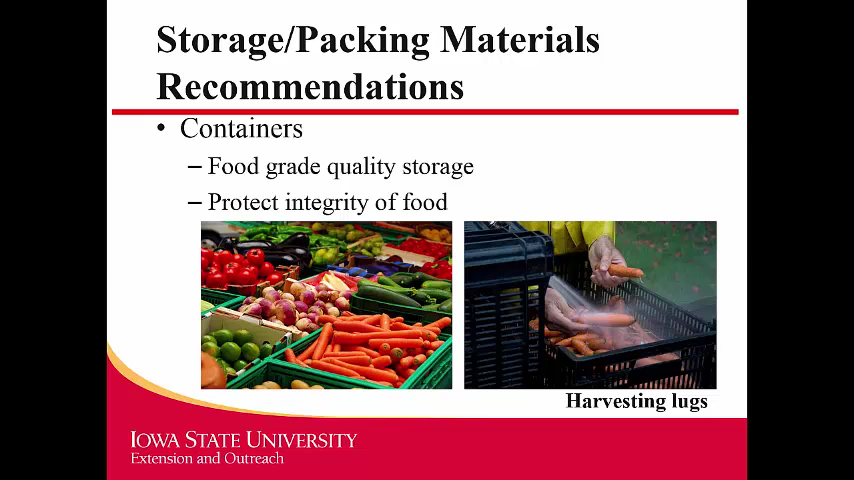 Storage/Packing Materials
Recommendations
• Containers
– Food grade quality storage
– Protect integrity of food
Harvesting lugs
IOWA STATE UNIVERSITY
Extension and Outreach